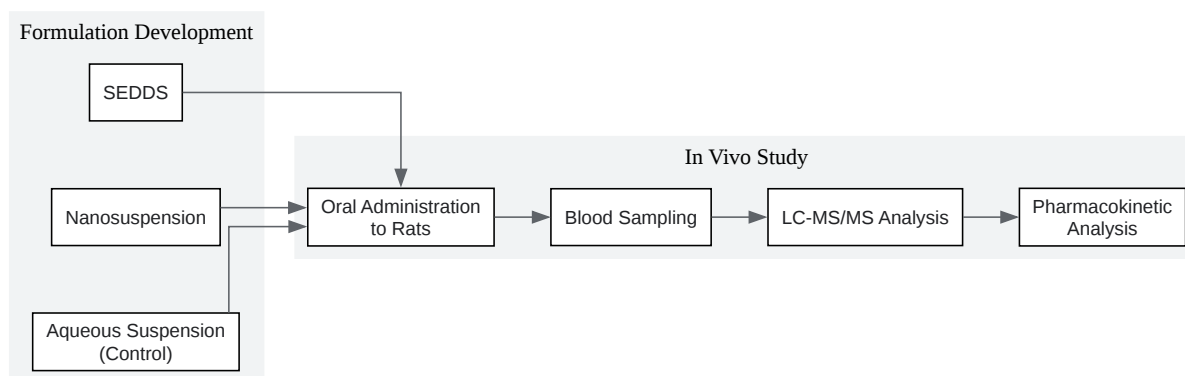 Formulation Development
SEDDS
In Vivo Study
Nanosuspension
Oral Administration
to Rats
Blood Sampling
LC-MS/MS Analysis
Pharmacokinetic
Analysis
Aqueous Suspension
(Control)